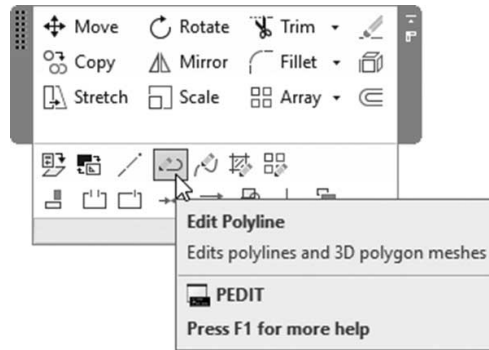 Move Rotate Trim
Copy Mirror Fillet
Stretch Scale Array
Edit Polyline
Edits polylines and 3D polygon meshes
PEDIT
Press F1 for more help